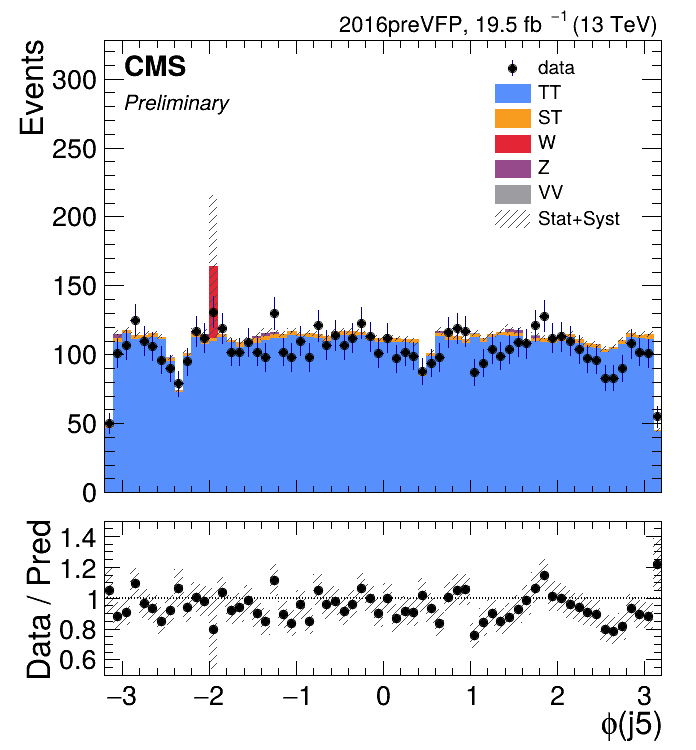 2016preVFP, 19.5 fb⁻¹ (13 TeV)
CMS
Preliminary
data
TT
ST
W
Z
VV
Stat+Syst
Events
300
250
200
150
100
50
0
Data / Pred
1.4
1.2
1
0.8
0.6
−3 −2 −1 0 1 2 3
ϕ(j5)